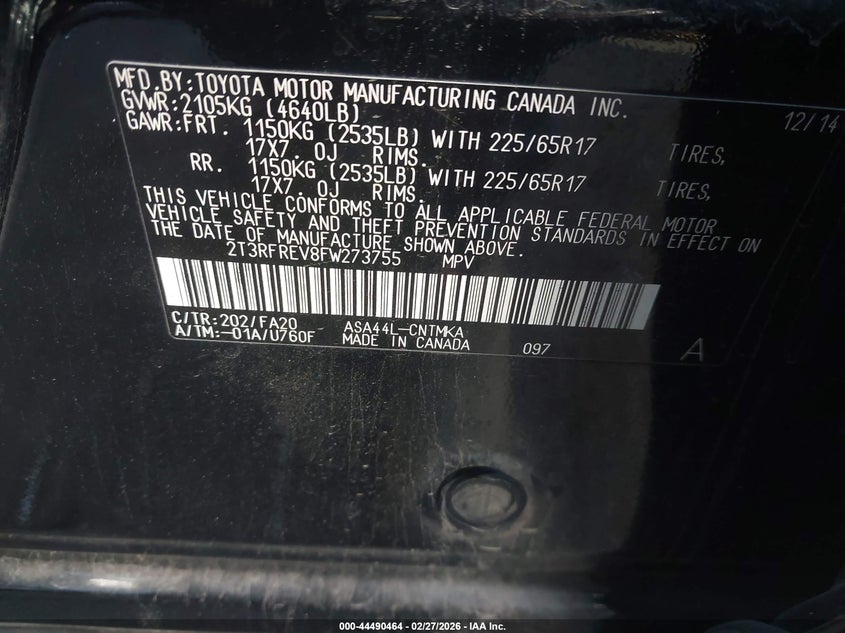 MFD.BY:TOYOTA MOTOR MANUFACTURING CANADA INC. 12/14
GVWR:2105KG (4640LB)
GAWR:FRT. 1150KG (2535LB) WITH 225/65R17 TIRES,
17X7.0J RIMS.
RR. 1150KG (2535LB) WITH 225/65R17 TIRES,
17X7.0J RIMS.
THIS VEHICLE CONFORMS TO ALL APPLICABLE FEDERAL MOTOR
VEHICLE SAFETY AND THEFT PREVENTION STANDARDS IN EFFECT ON
THE DATE OF MANUFACTURE SHOWN ABOVE.
2T3RFREV8FW273755 MPV
C/TR:202/FA20 ASA44L-CNTMKA
A/TM:-01A/U760F MADE IN CANADA 097 A
000-44490464 | 02/27/2026 - IAA Inc.